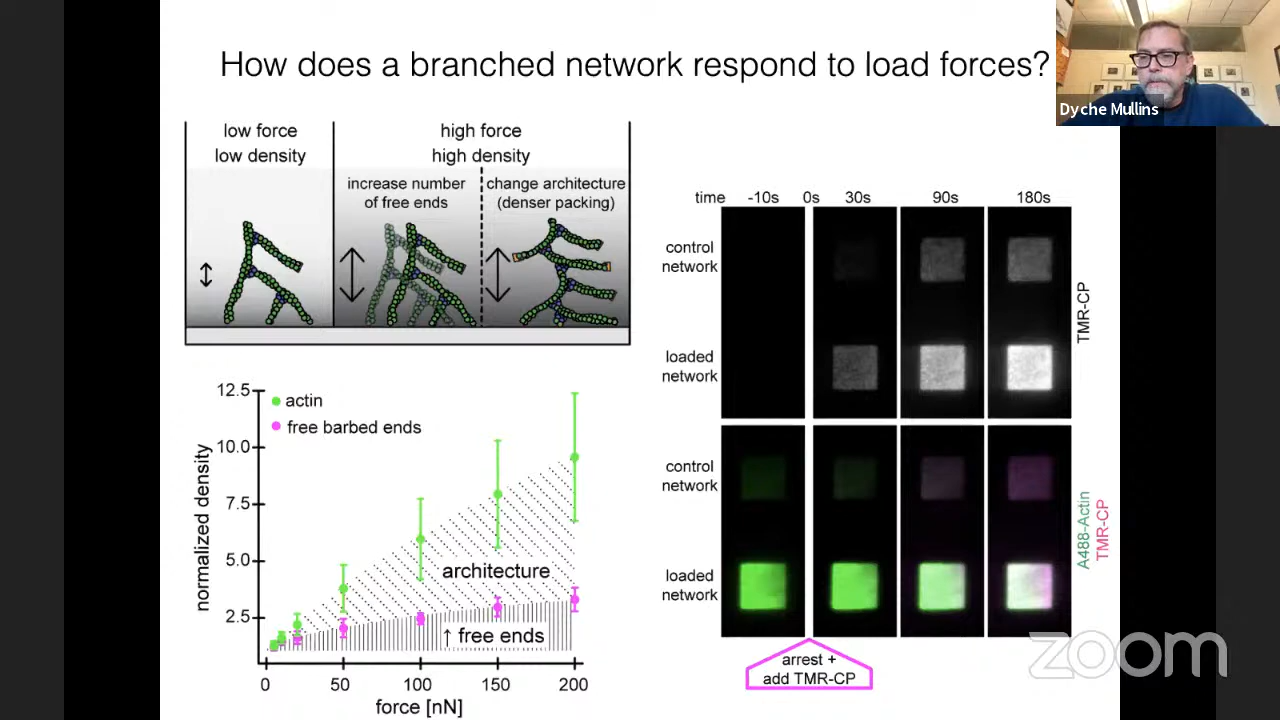 How does a branched network respond to load forces?
Dyche Mullins
low force
low density
high force
high density
increase number
of free ends
change architecture
(denser packing)
12.5
10.0
7.5
5.0
2.5
normalized density
actin
free barbed ends
architecture
↑ free ends
0
50
100
150
200
force [nN]
time
-10s
0s
30s
90s
180s
control
network
loaded
network
TMR-CP
control
network
loaded
network
A488-Actin
TMR-CP
arrest +
add TMR-CP
zoom